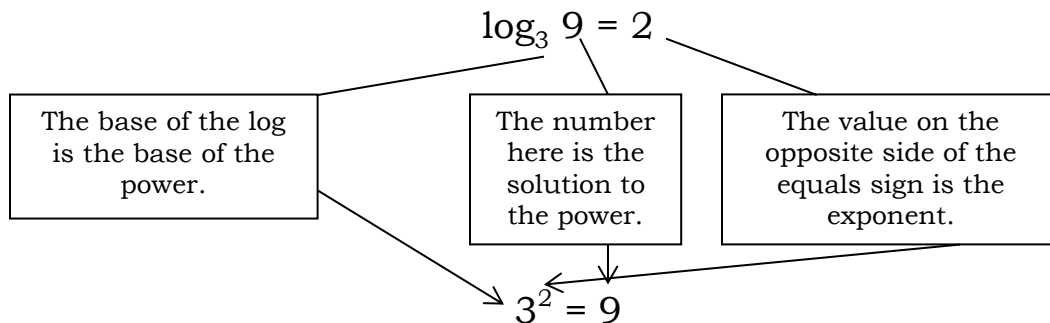 log₃ 9 = 2
The base of the log
is the base of the
power.
The number
here is the
solution to
the power.
The value on the
opposite side of the
equals sign is the
exponent.
3² = 9